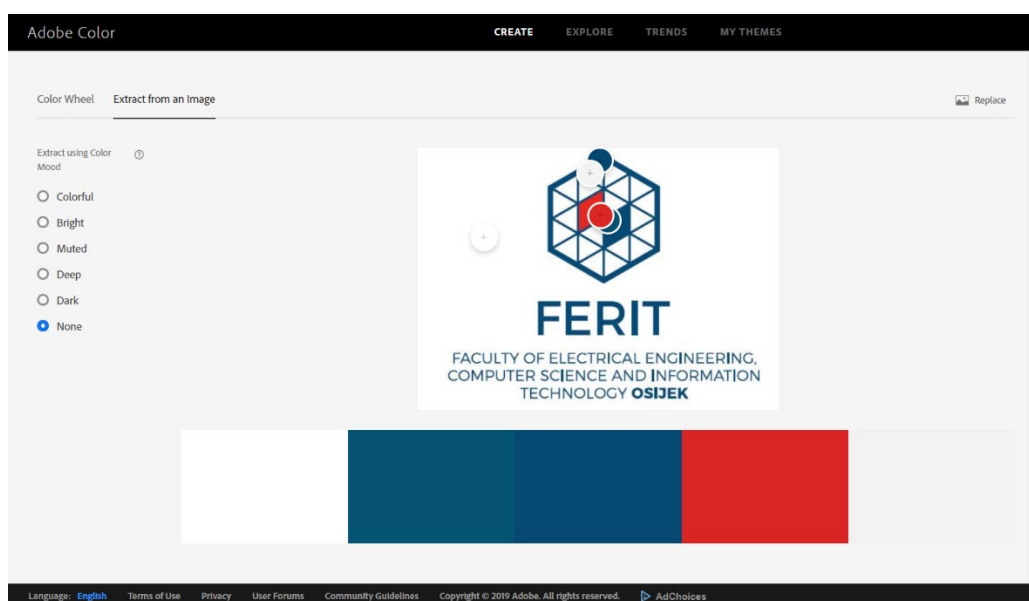 Adobe Color
CREATE EXPLORE TRENDS MY THEMES
Color Wheel Extract from an Image
Replace
Extract using Color
Mood
Colorful
Bright
Muted
Deep
Dark
None
FERIT
FACULTY OF ELECTRICAL ENGINEERING,
COMPUTER SCIENCE AND INFORMATION
TECHNOLOGY OSIJEK
Language: English Terms of Use Privacy User Forums Community Guidelines Copyright © 2019 Adobe. All rights reserved. AdChoices